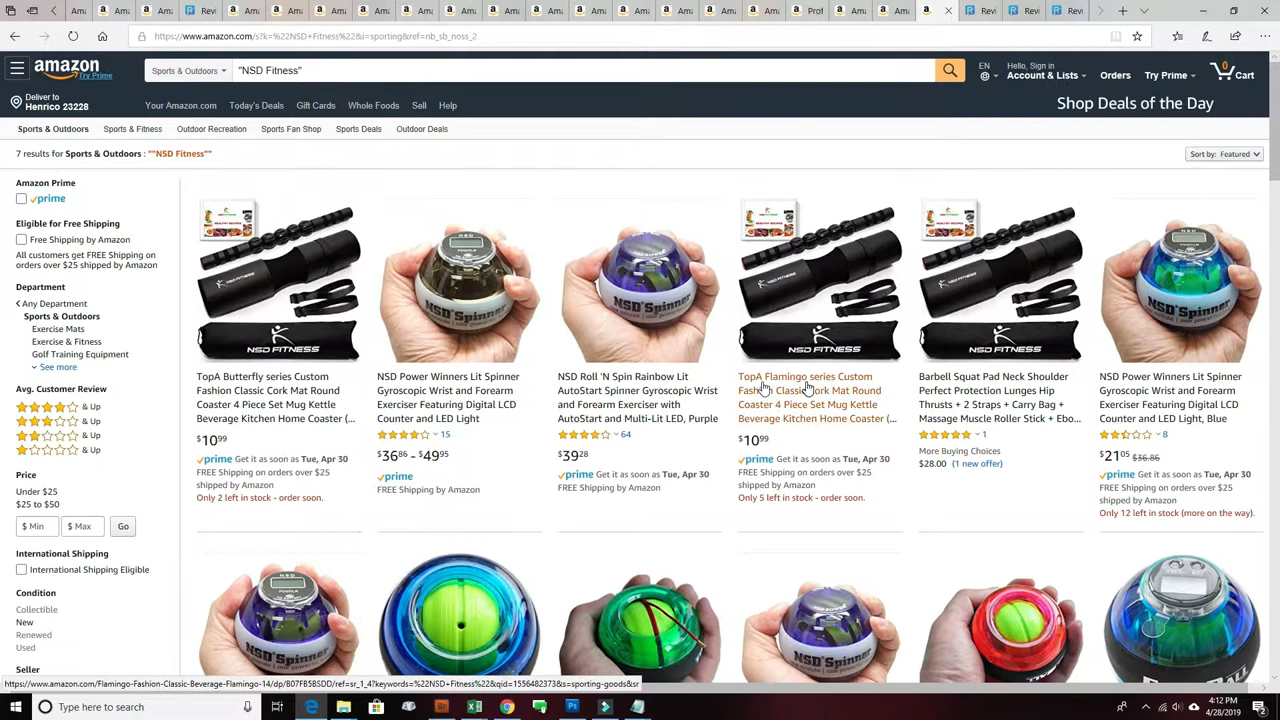 Ama
Prof
Revi
https://www.amazon.com/s?k=%22NSD+Fitness%22&i=sporting&ref=nb_sb_noss_2
amazon
Try Prime
Sports & Outdoors
"NSD Fitness"
EN
Hello, Sign in
Account & Lists
Orders
Try Prime
0
Cart
Deliver to
Henrico 23228
Your Amazon.com
Today's Deals
Gift Cards
Whole Foods
Sell
Help
Shop Deals of the Day
Sports & Outdoors
Sports & Fitness
Outdoor Recreation
Sports Fan Shop
Sports Deals
Outdoor Deals
7 results for Sports & Outdoors : ""NSD Fitness""
Sort by: Featured
Amazon Prime
prime
Eligible for Free Shipping
Free Shipping by Amazon
All customers get FREE Shipping on
orders over $25 shipped by Amazon
Department
Any Department
Sports & Outdoors
Exercise Mats
Exercise & Fitness
Golf Training Equipment
See more
Avg. Customer Review
& Up
& Up
& Up
& Up
Price
Under $25
$25 to $50
$ Min
$ Max
Go
International Shipping
International Shipping Eligible
Condition
Collectible
New
Renewed
Used
Seller
NSD FITNESS
TopA Butterfly series Custom
Fashion Classic Cork Mat Round
Coaster 4 Piece Set Mug Kettle
Beverage Kitchen Home Coaster (...
$10.99
prime Get it as soon as Tue, Apr 30
FREE Shipping on orders over $25
shipped by Amazon
Only 2 left in stock - order soon.
NSD Spinner
NSD Power Winners Lit Spinner
Gyroscopic Wrist and Forearm
Exerciser Featuring Digital LCD
Counter and LED Light
15
$36.86 - $49.95
prime
FREE Shipping by Amazon
NSD Spinner
NSD Roll 'N Spin Rainbow Lit
AutoStart Spinner Gyroscopic Wrist
and Forearm Exerciser with
AutoStart and Multi-Lit LED, Purple
64
$39.28
prime Get it as soon as Tue, Apr 30
FREE Shipping by Amazon
NSD FITNESS
TopA Flamingo series Custom
Fashion Classic Cork Mat Round
Coaster 4 Piece Set Mug Kettle
Beverage Kitchen Home Coaster (...
$10.99
prime Get it as soon as Tue, Apr 30
FREE Shipping on orders over $25
shipped by Amazon
Only 5 left in stock - order soon.
NSD FITNESS
Barbell Squat Pad Neck Shoulder
Perfect Protection Lunges Hip
Thrusts + 2 Straps + Carry Bag +
Massage Muscle Roller Stick + Ebo...
1
More Buying Choices
$28.00 (1 new offer)
NSD Spinner
NSD Power Winners Lit Spinner
Gyroscopic Wrist and Forearm
Exerciser Featuring Digital LCD
Counter and LED Light, Blue
8
$21.05 $36.86
prime Get it as soon as Tue, Apr 30
FREE Shipping by Amazon
Only 12 left in stock (more on the way).
NSD
NSD Spinner
NSD Spinner
https://www.amazon.com/Flamingo-Fashion-Classic-Beverage-Flamingo-14/dp/B07FB5BSDD/ref=sr_1_4?keywords=%22NSD+Fitness%22&qid=1556482373&s=sporting-goods&sr
Type here to search
4:12 PM
4/28/2019